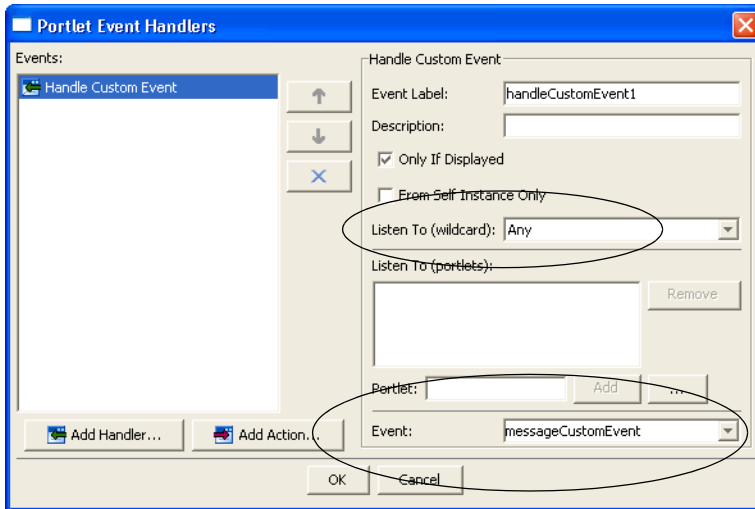 Portlet Event Handlers
Events:
Handle Custom Event
Handle Custom Event
Event Label: handleCustomEvent1
Description:
Only If Displayed
From Self Instance Only
Listen To (wildcard): Any
Listen To (portlets):
Remove
Portlet: Add ...
Event: messageCustomEvent
Add Handler... Add Action...
OK Cancel